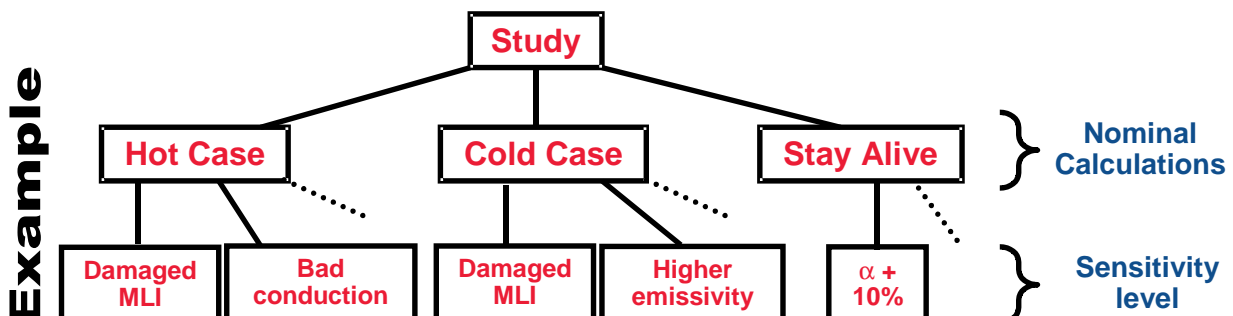 Example
Study
Hot Case
Cold Case
Stay Alive
Nominal
Calculations
Damaged
MLI
Bad
conduction
Damaged
MLI
Higher
emissivity
α +
10%
Sensitivity
level